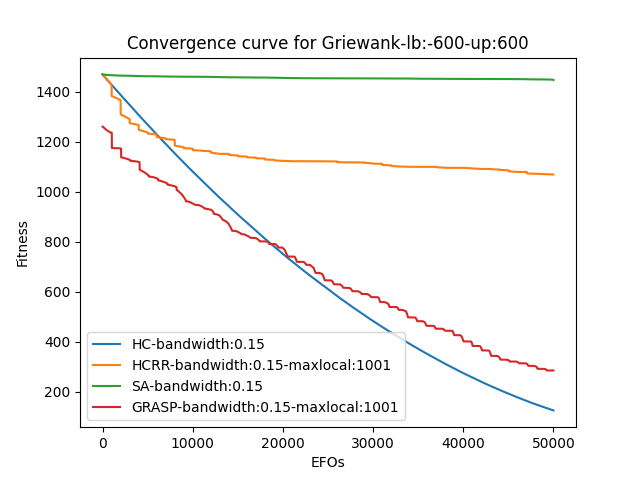 Convergence curve for Griewank-lb:-600-up:600
Fitness
1400
1200
1000
800
600
400
200
HC-bandwidth:0.15
HCRR-bandwidth:0.15-maxlocal:1001
SA-bandwidth:0.15
GRASP-bandwidth:0.15-maxlocal:1001
0 10000 20000 30000 40000 50000
EFOs